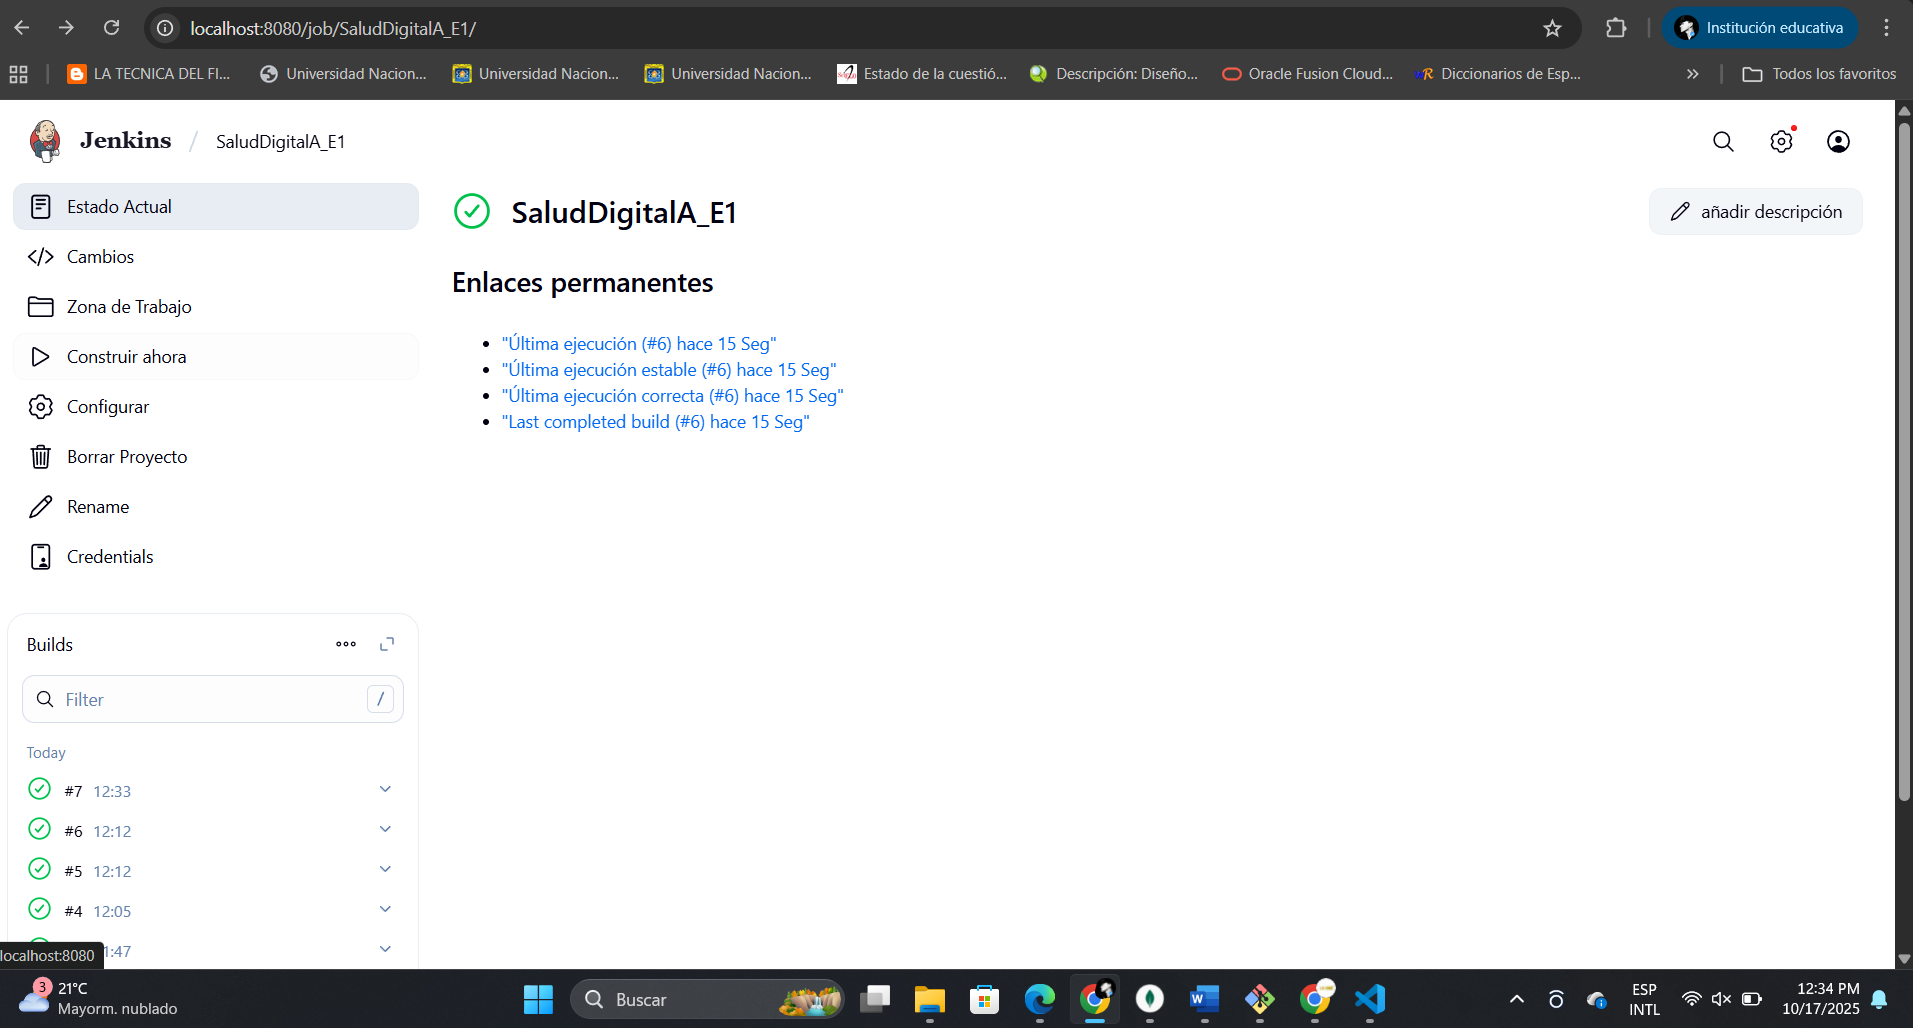 localhost:8080/job/SaludDigitalA_E1/
Institución educativa
LA TECNICA DEL FI...
Universidad Nacion...
Universidad Nacion...
Universidad Nacion...
Estado de la cuestió...
Descripción: Diseño...
Oracle Fusion Cloud...
Diccionarios de Esp...
Todos los favoritos
Jenkins / SaludDigitalA_E1
Estado Actual
Cambios
Zona de Trabajo
Construir ahora
Configurar
Borrar Proyecto
Rename
Credentials
SaludDigitalA_E1
añadir descripción
Enlaces permanentes
"Última ejecución (#6) hace 15 Seg"
"Última ejecución estable (#6) hace 15 Seg"
"Última ejecución correcta (#6) hace 15 Seg"
"Last completed build (#6) hace 15 Seg"
Builds
Filter /
Today
#7 12:33
#6 12:12
#5 12:12
#4 12:05
1:47
localhost:8080
3
21°C
Mayorm. nublado
Buscar
ESP
INTL
12:34 PM
10/17/2025